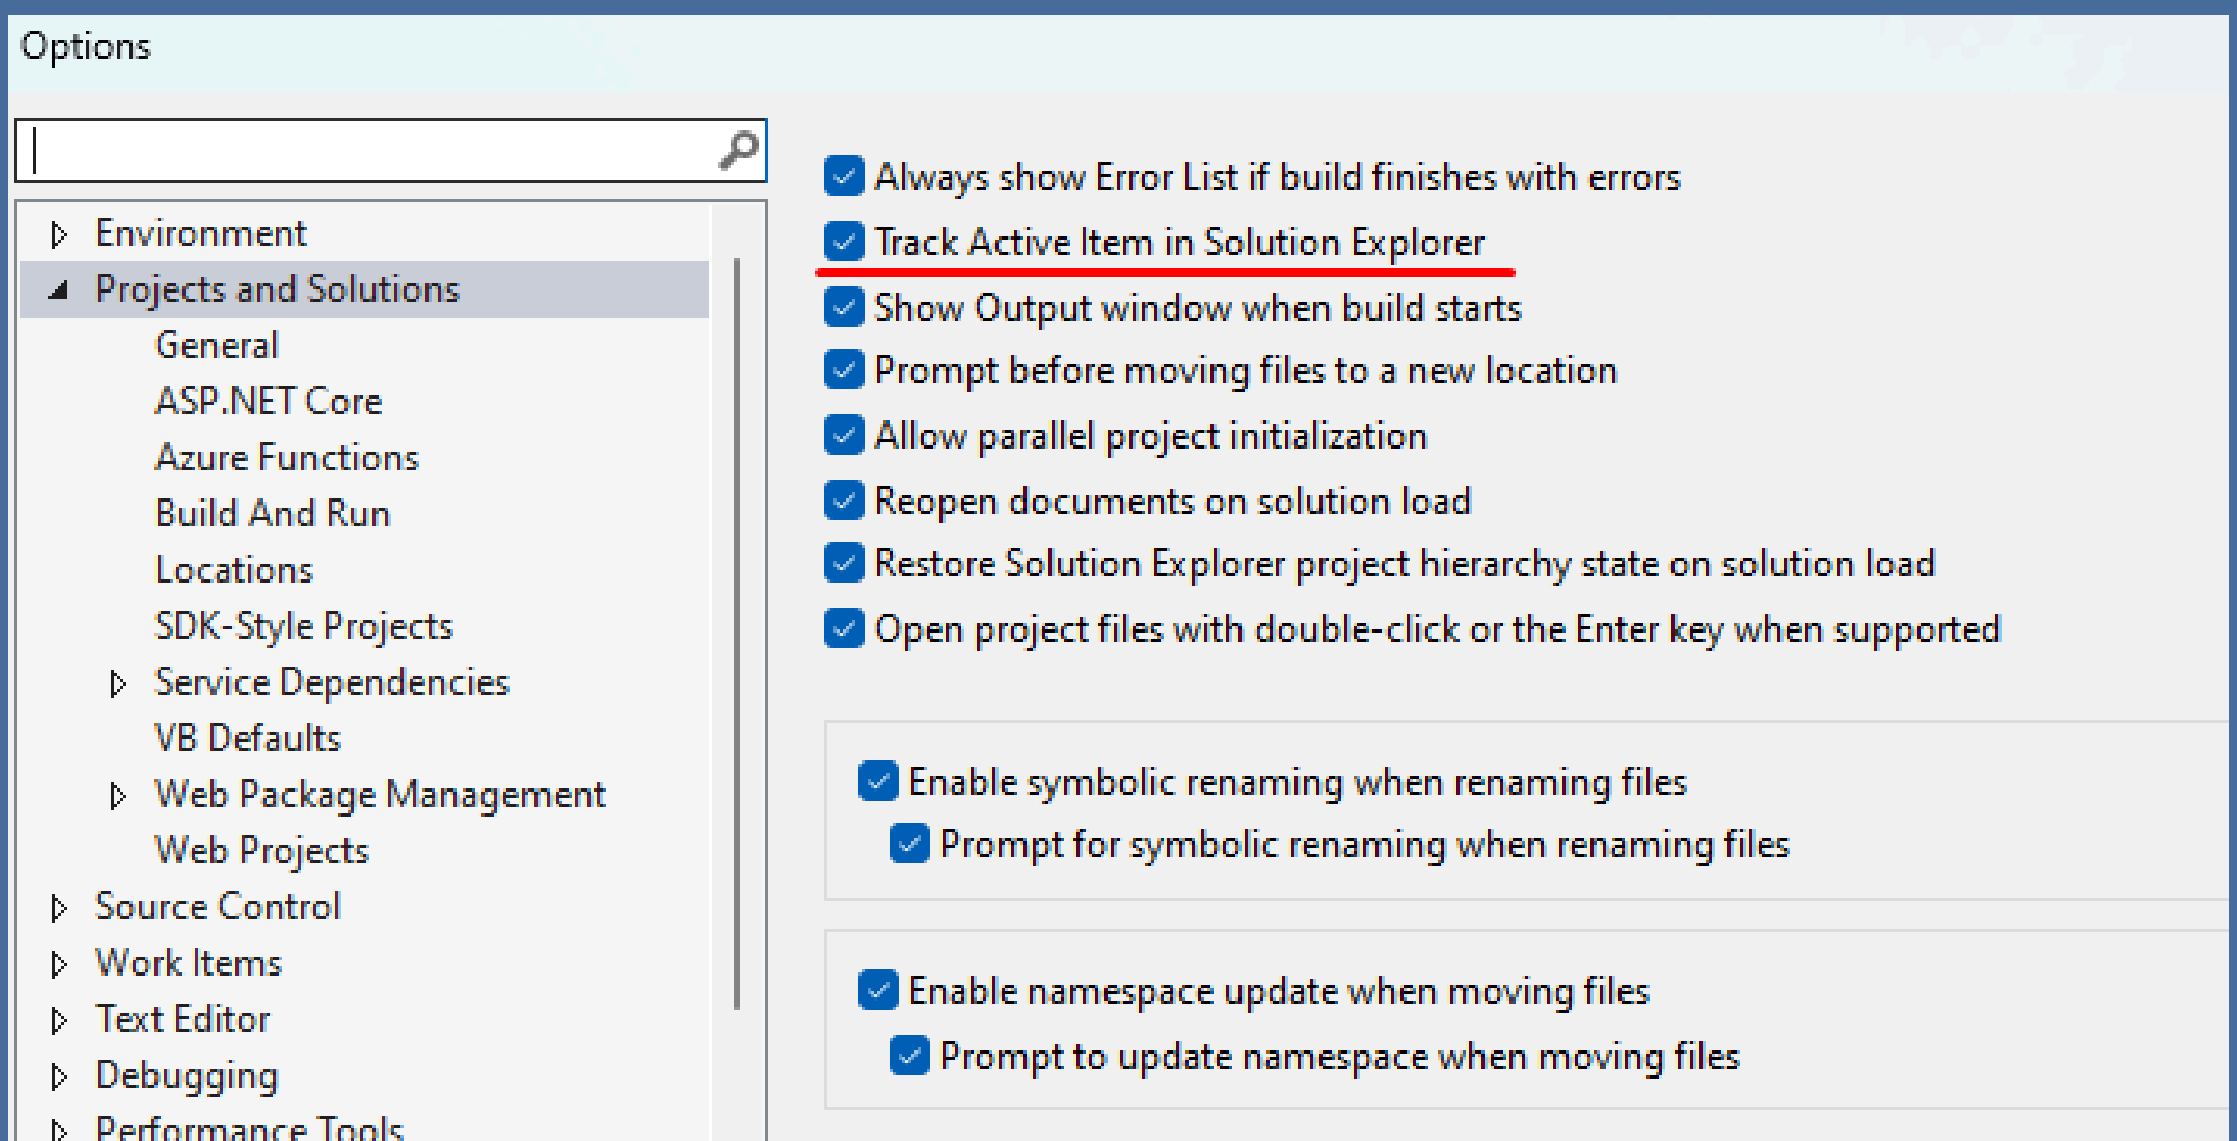 Options
Environment
Projects and Solutions
General
ASP.NET Core
Azure Functions
Build And Run
Locations
SDK-Style Projects
Service Dependencies
VB Defaults
Web Package Management
Web Projects
Source Control
Work Items
Text Editor
Debugging
Performance Tools
Always show Error List if build finishes with errors
Track Active Item in Solution Explorer
Show Output window when build starts
Prompt before moving files to a new location
Allow parallel project initialization
Reopen documents on solution load
Restore Solution Explorer project hierarchy state on solution load
Open project files with double-click or the Enter key when supported
Enable symbolic renaming when renaming files
Prompt for symbolic renaming when renaming files
Enable namespace update when moving files
Prompt to update namespace when moving files